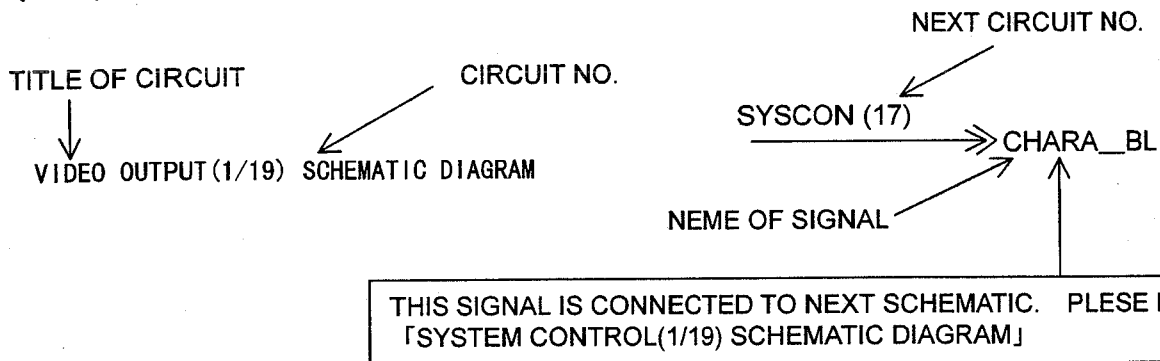 NEXT CIRCUIT NO.
TITLE OF CIRCUIT
CIRCUIT NO.
SYSCON (17)
CHARA__BL
VIDEO OUTPUT(1/19) SCHEMATIC DIAGRAM
NEME OF SIGNAL
THIS SIGNAL IS CONNECTED TO NEXT SCHEMATIC. PLESE
「SYSTEM CONTROL(1/19) SCHEMATIC DIAGRAM」